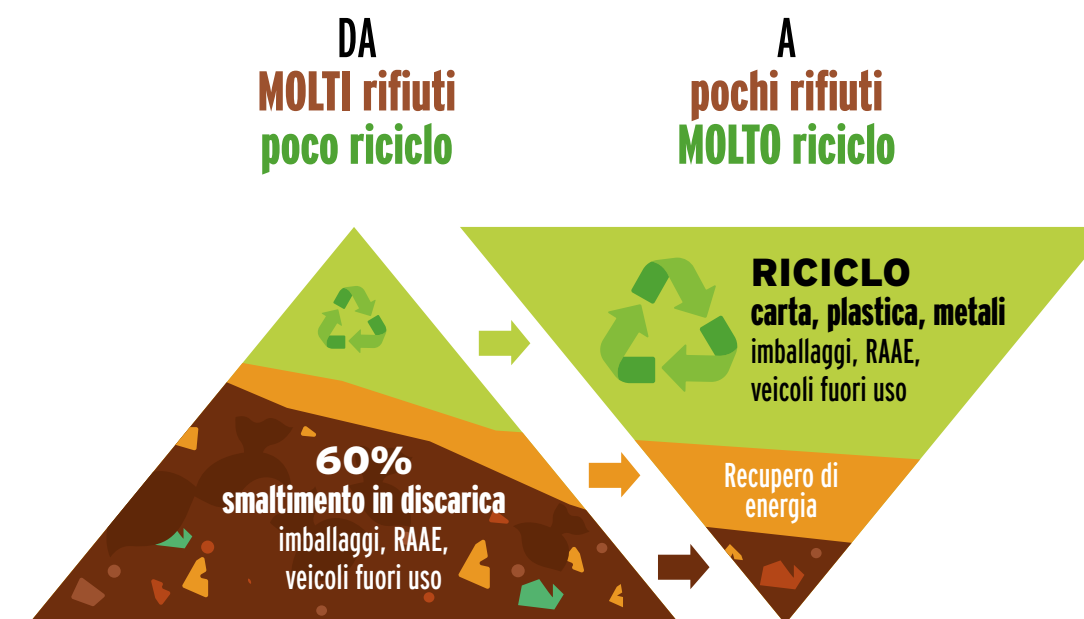 DA
MOLTI rifiuti
poco riciclo
A
pochi rifiuti
MOLTO riciclo
60%
smaltimento in discarica
imballaggi, RAAE,
veicoli fuori uso
RICICLO
carta, plastica, metali
imballaggi, RAAE,
veicoli fuori uso
Recupero di
energia